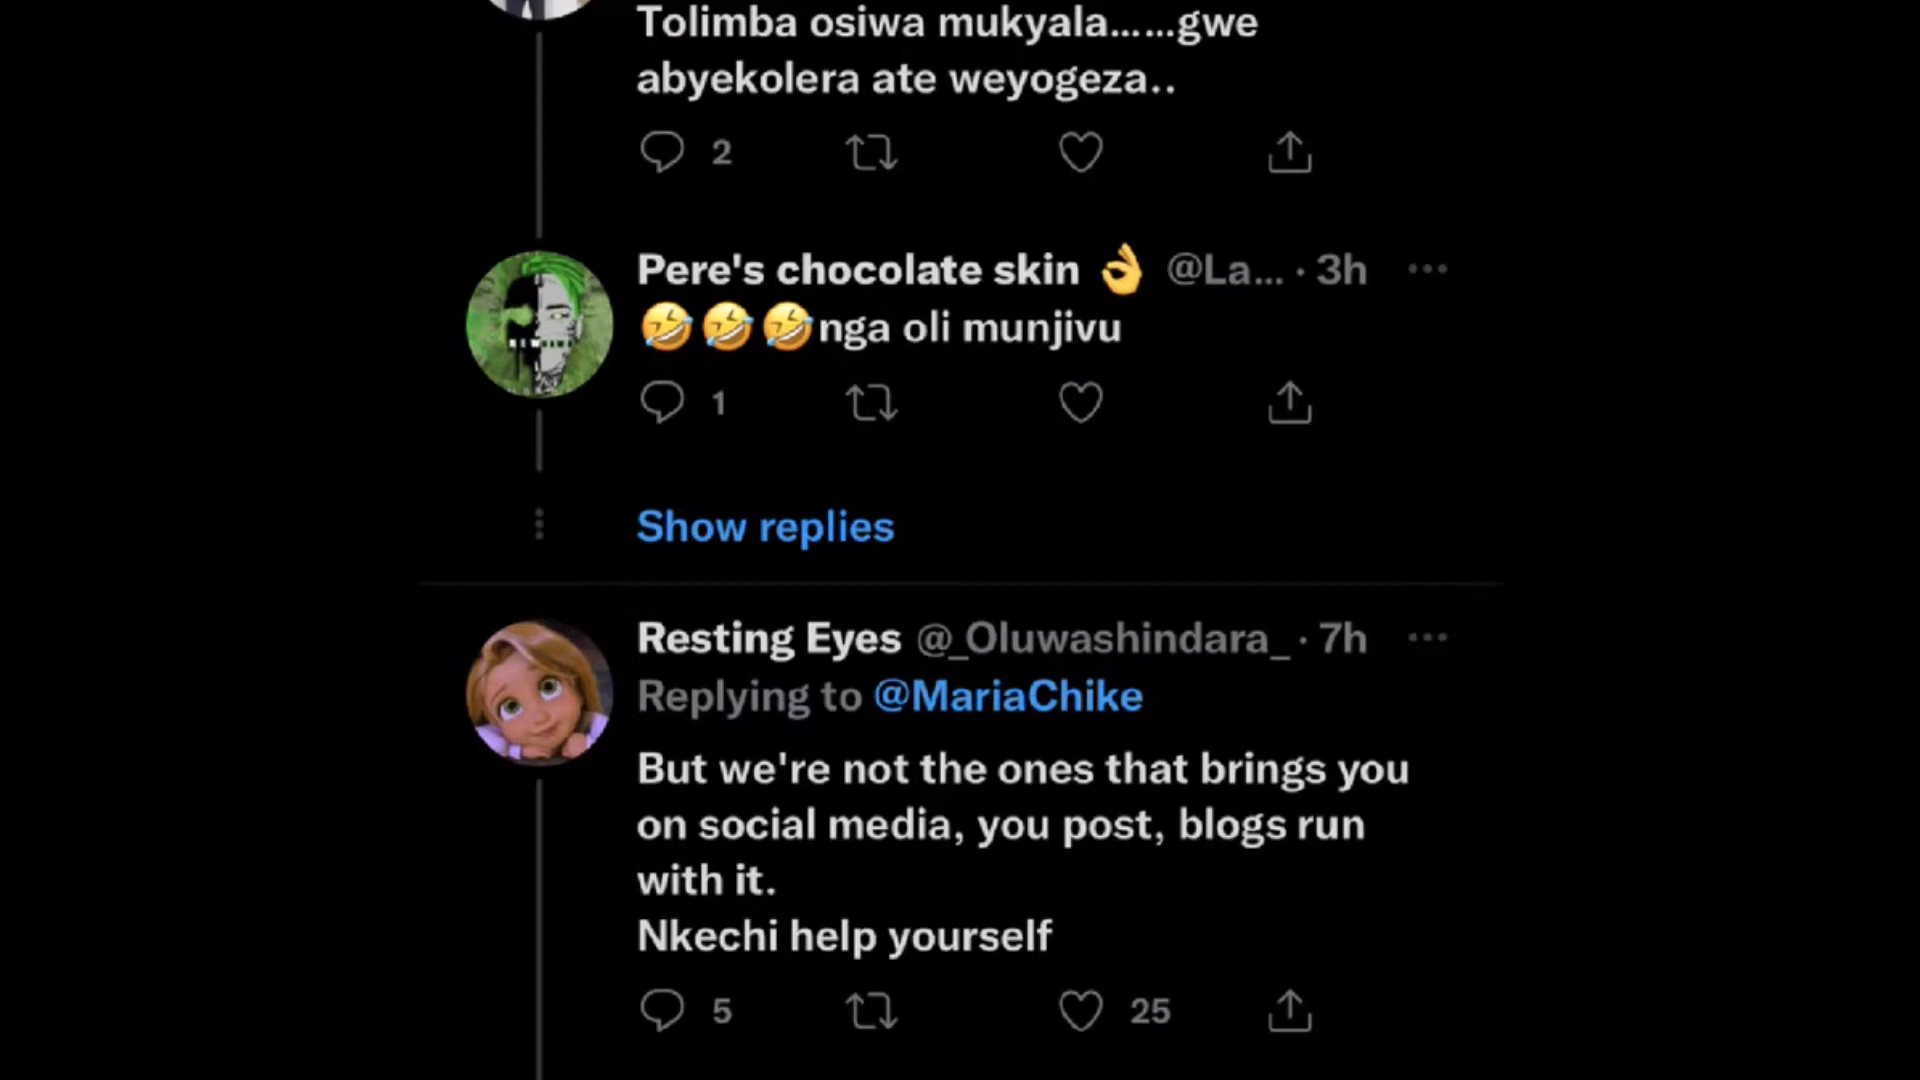 Tolimba osiwa mukyala......gwe
abyekolera ate weyogeza..
2
Pere's chocolate skin 👌 @La... · 3h
🤣🤣🤣nga oli munjivu
1
Show replies
Resting Eyes @_Oluwashindara_ · 7h
Replying to @MariaChike
But we're not the ones that brings you
on social media, you post, blogs run
with it.
Nkechi help yourself
5 25